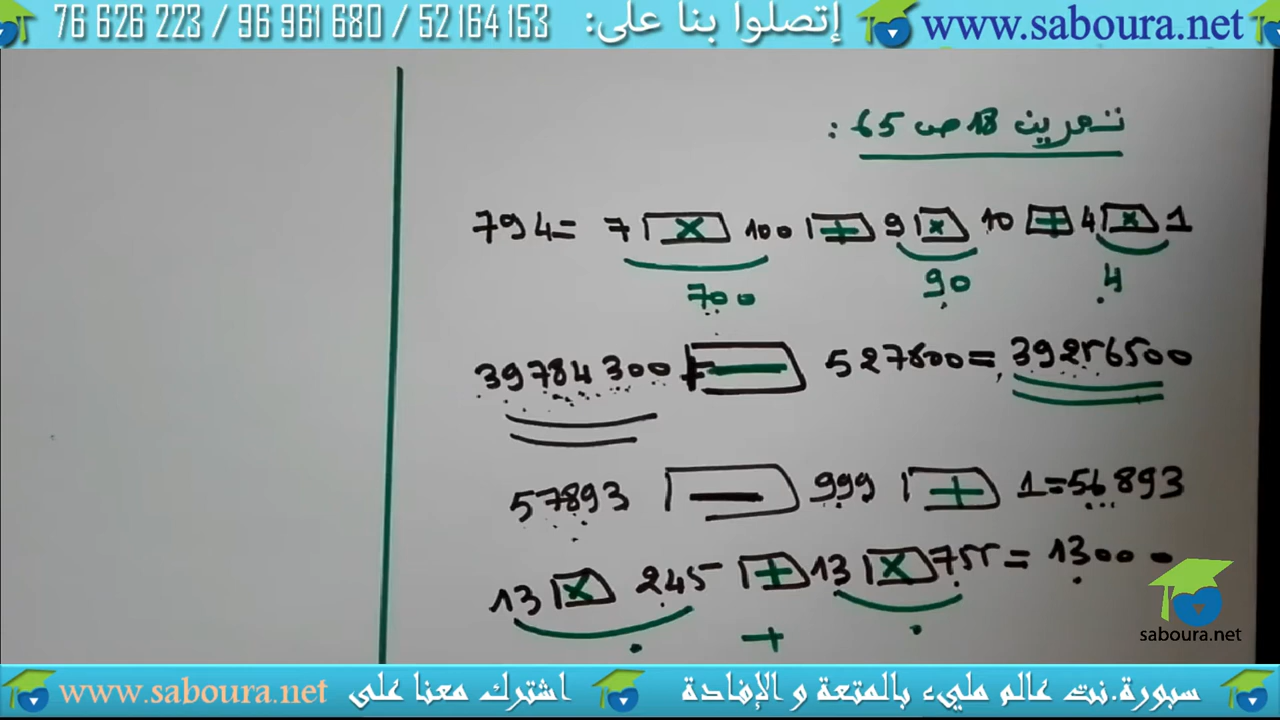 76 626 223 / 96 961 680 / 52 164 153 إتصلوا بنا على: www.saboura.net
تمرين 18 ص 65 :
794= 7 × 100 + 9 × 10 + 4 × 1
700 90 4
39784300 = − 527800= 39256500
57893 − 999 + 1=56893
13 × 245 + 13 × 755 = 13000
+
saboura.net
سبورة.نت عالم مليء بالمتعة و الإفادة اشترك معنا على www.saboura.net